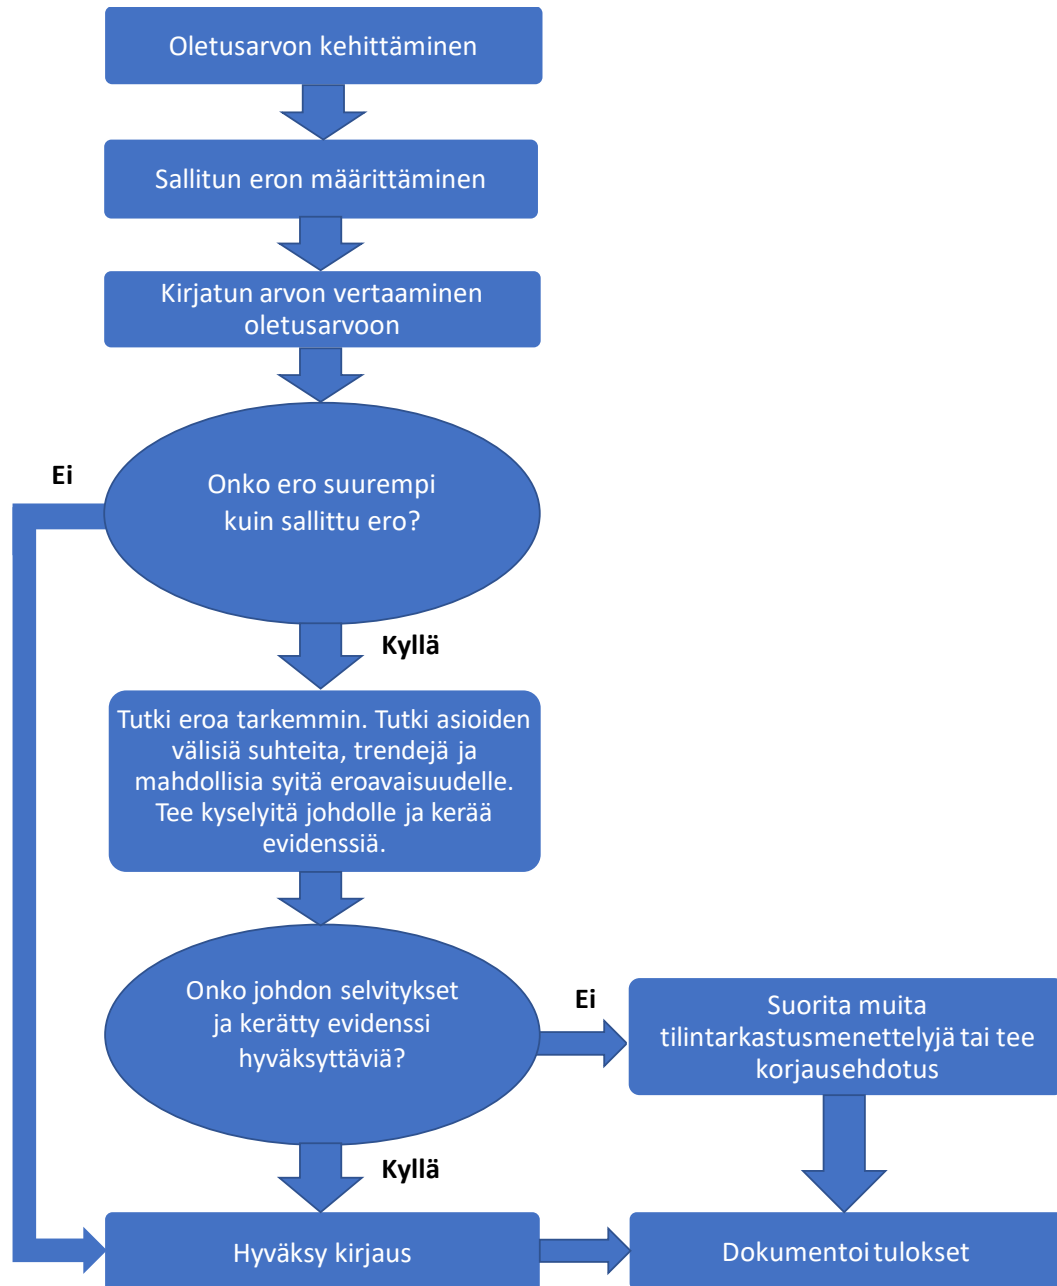 Oletusarvon kehittäminen
Sallitun eron määrittäminen
Kirjatun arvon vertaaminen
oletusarvoon
Ei
Onko ero suurempi
kuin sallittu ero?
Kyllä
Tutki eroa tarkemmin. Tutki asioiden
välisiä suhteita, trendejä ja
mahdollisia syitä eroavaisuudelle.
Tee kyselyitä johdolle ja kerää
evidenssiä.
Onko johdon selvitykset
ja kerätty evidenssi
hyväksyttäviä?
Ei
Suorita muita
tilintarkastusmenettelyjä tai tee
korjausehdotus
Kyllä
Hyväksy kirjaus
Dokumentoi tulokset